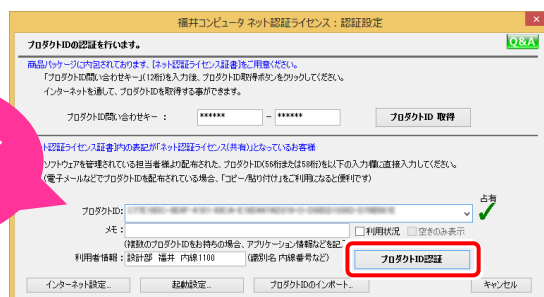 福井コンピュータ ネット認証ライセンス：認証設定
プロダクトIDの認証を行います。
Q&A
商品パッケージに内封されております、[ネット認証ライセンス証書]をご用意ください。
「プロダクトID問い合わせキー」(12桁)を入力後、プロダクトID取得ボタンをクリックしてください。
インターネットを通して、プロダクトIDを取得する事ができます。
プロダクトID問い合わせキー：
****** - ******
プロダクトID 取得
ット認証ライセンス証書]内の表記が「ネット認証ライセンス(共有)」となっているお客様
ソフトウェアを管理されている担当者様より配布された、プロダクトID(56桁または58桁)を以下の入力欄に直接入力してください。
(電子メールなどでプロダクトIDを配布されている場合、「コピー/貼り付け」をご利用になると便利です)
プロダクトID:
占有
メモ:
利用状況 空きのみ表示
(複数のプロダクトIDをお持ちの場合、アプリケーション情報などを記
利用者情報: 設計部 福井 内線1100 (識別名 内線番号など)
プロダクトID認証
インターネット設定... 起動設定... プロダクトIDのインポート... キャンセル